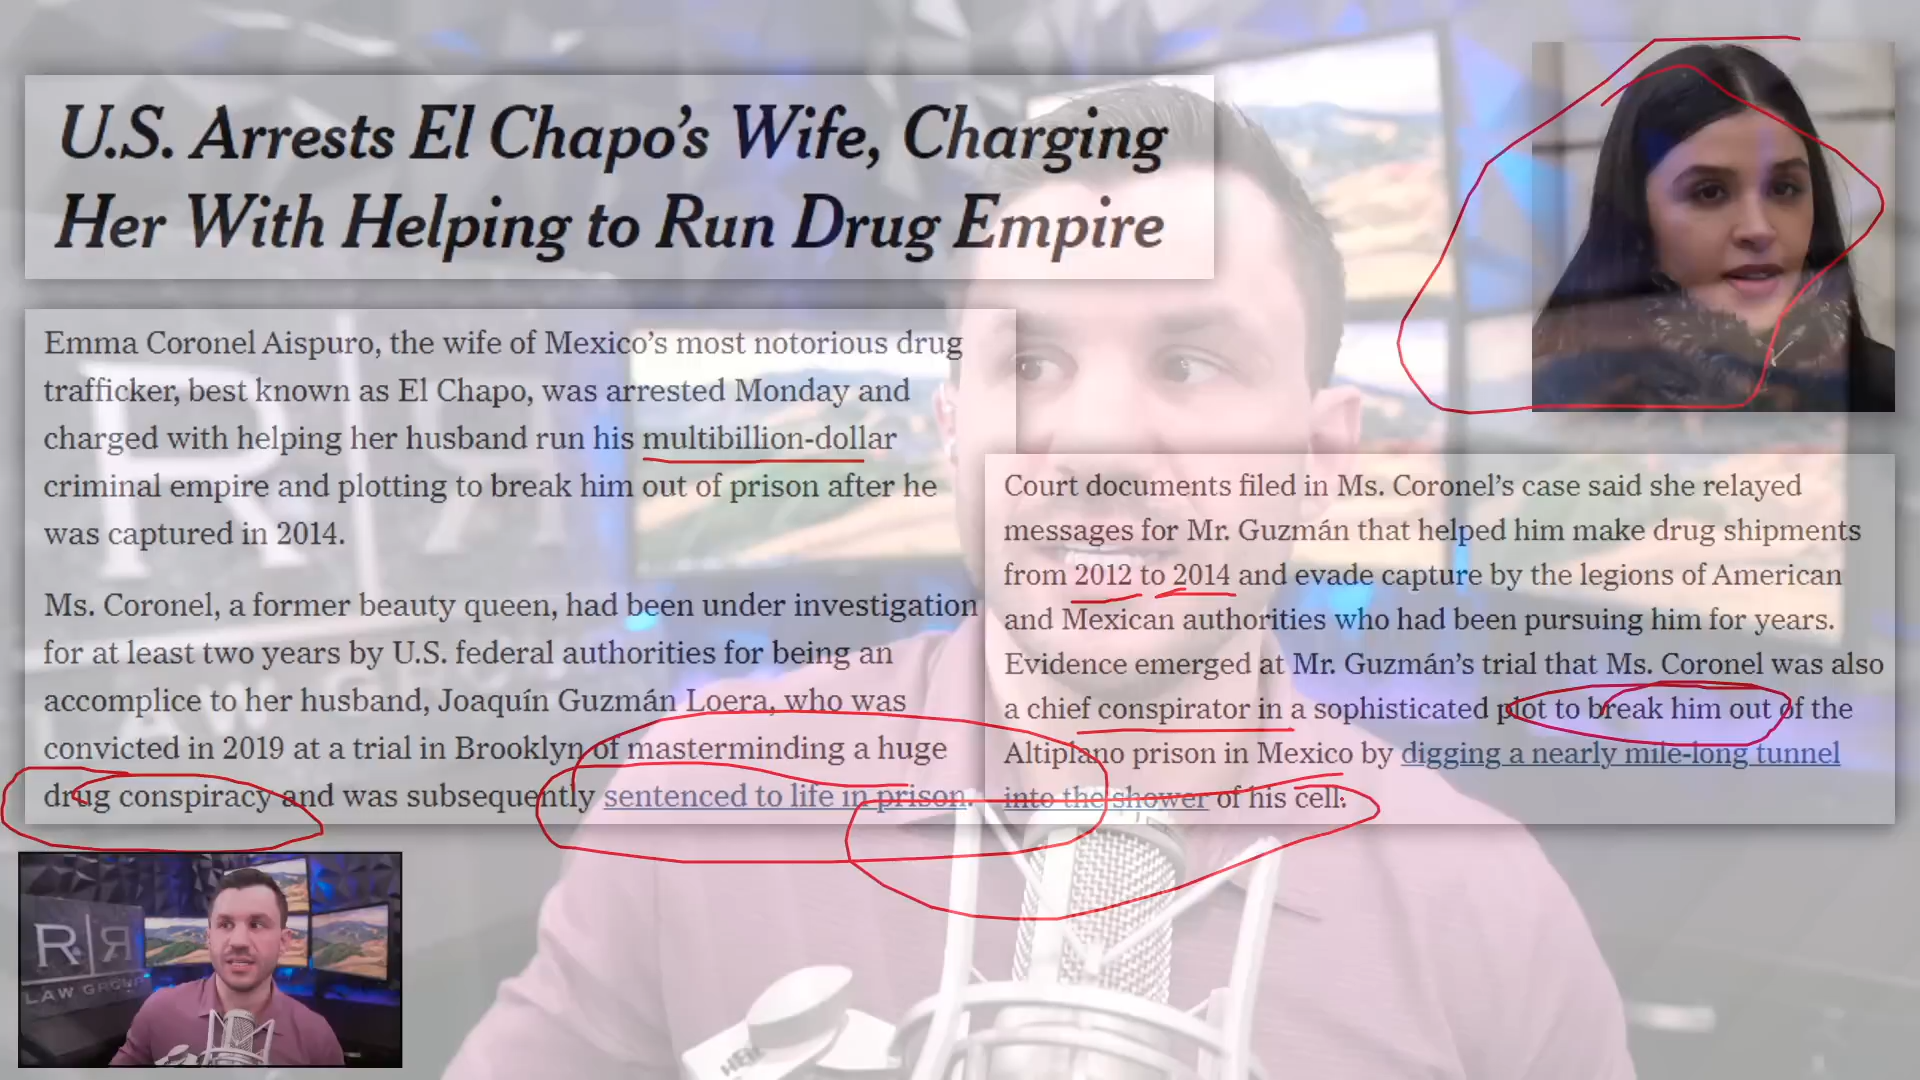 U.S. Arrests El Chapo’s Wife, Charging
Her With Helping to Run Drug Empire
Emma Coronel Aispuro, the wife of Mexico’s most notorious drug
trafficker, best known as El Chapo, was arrested Monday and
charged with helping her husband run his multibillion-dollar
criminal empire and plotting to break him out of prison after he
was captured in 2014.
Ms. Coronel, a former beauty queen, had been under investigation
for at least two years by U.S. federal authorities for being an
accomplice to her husband, Joaquín Guzmán Loera, who was
convicted in 2019 at a trial in Brooklyn of masterminding a huge
drug conspiracy and was subsequently sentenced to life in prison.
Court documents filed in Ms. Coronel’s case said she relayed
messages for Mr. Guzmán that helped him make drug shipments
from 2012 to 2014 and evade capture by the legions of American
and Mexican authorities who had been pursuing him for years.
Evidence emerged at Mr. Guzmán’s trial that Ms. Coronel was also
a chief conspirator in a sophisticated plot to break him out of the
Altiplano prison in Mexico by digging a nearly mile-long tunnel
into the shower of his cell.
R|R
LAW GROUP
R|R
LAW GROUP